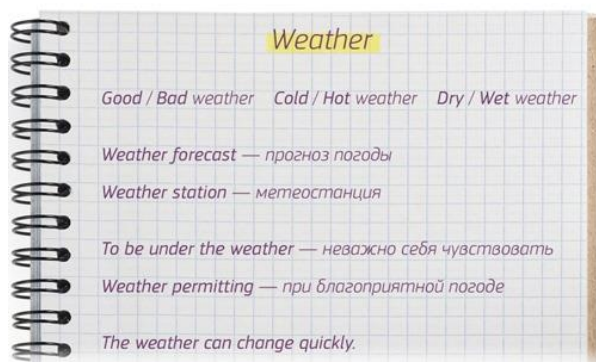 Weather
Good / Bad weather Cold / Hot weather Dry / Wet weather
Weather forecast — прогноз погоды
Weather station — метеостанция
To be under the weather — неважно себя чувствовать
Weather permitting — при благоприятной погоде
The weather can change quickly.